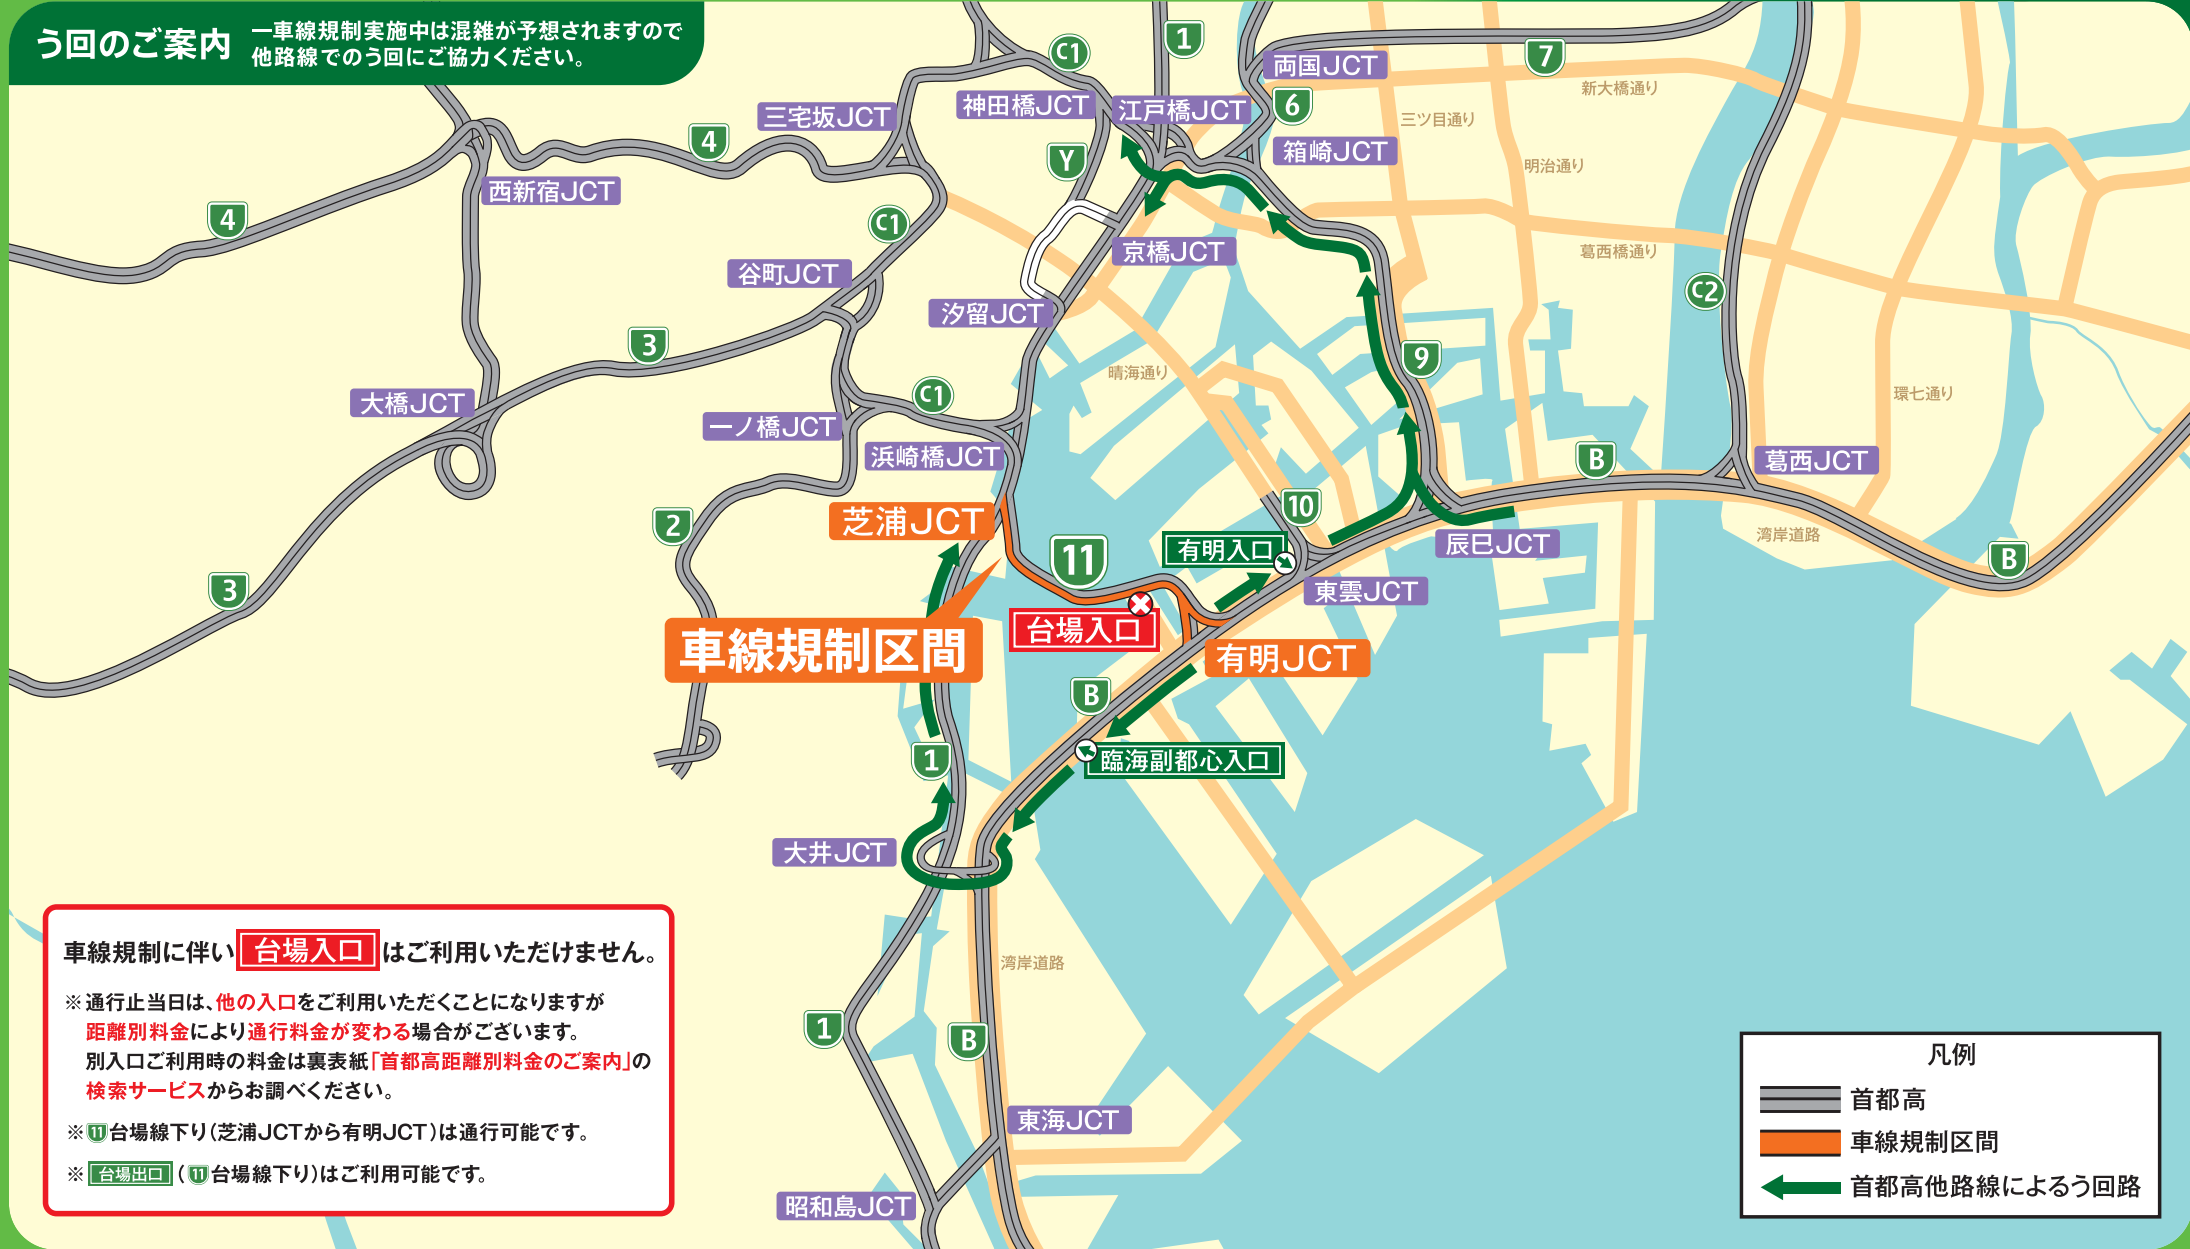 う回のご案内
一車線規制実施中は混雑が予想されますので
他路線でのう回にご協力ください。
C1
1
7
両国JCT
新大橋通り
神田橋JCT
江戸橋JCT
6
三宅坂JCT
三ツ目通り
4
Y
箱崎JCT
明治通り
西新宿JCT
4
C1
京橋JCT
葛西橋通り
谷町JCT
C2
汐留JCT
3
9
晴海通り
環七通り
大橋JCT
C1
一ノ橋JCT
浜崎橋JCT
B
葛西JCT
2
芝浦JCT
10
湾岸道路
11
有明入口
辰巳JCT
B
3
東雲JCT
台場入口
車線規制区間
有明JCT
B
1
臨海副都心入口
大井JCT
湾岸道路
1
B
東海JCT
昭和島JCT
車線規制に伴い 台場入口 はご利用いただけません。
※通行止当日は、他の入口をご利用いただくことになりますが
距離別料金により通行料金が変わる場合がございます。
別入口ご利用時の料金は裏表紙「首都高距離別料金のご案内」の
検索サービスからお調べください。
※11台場線下り(芝浦JCTから有明JCT)は通行可能です。
※台場出口(11台場線下り)はご利用可能です。
凡例
首都高
車線規制区間
首都高他路線によるう回路